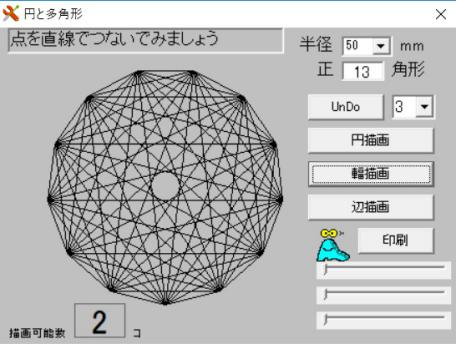 円と多角形
点を直線でつないでみましょう
半径 50 mm
正 13 角形
UnDo 3
円描画
輻描画
辺描画
印刷
描画可能数 2 コ